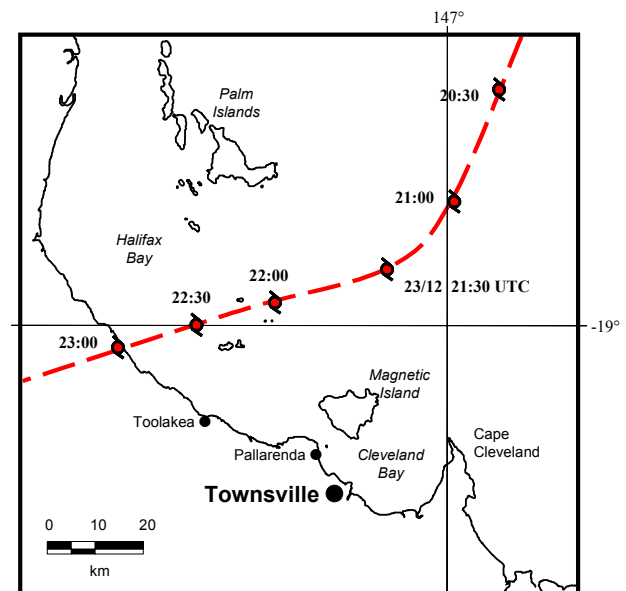 147°
20:30
Palm
Islands
21:00
Halifax
Bay
22:00
23/12 21:30 UTC
22:30
-19°
23:00
Magnetic
Island
Toolakea
Cape
Cleveland
Pallarenda
Cleveland
Bay
Townsville
0 10 20
km